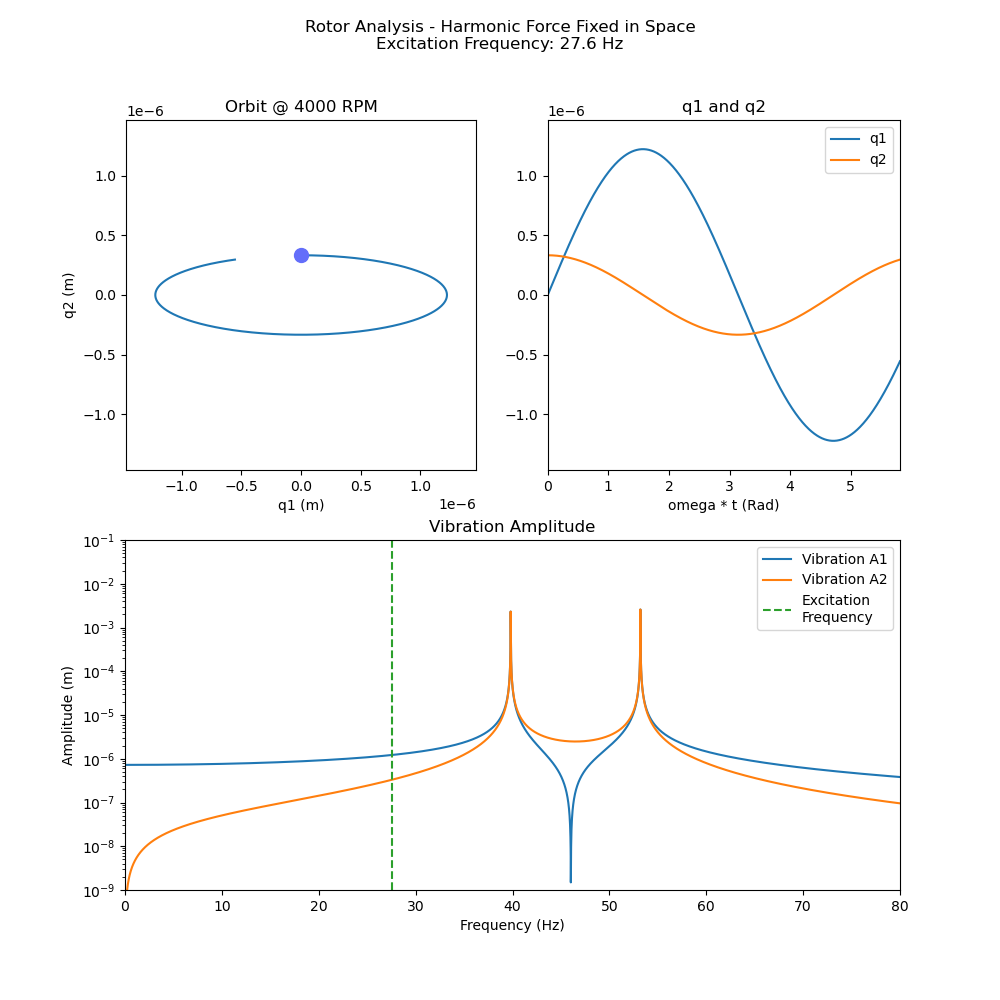 Rotor Analysis - Harmonic Force Fixed in Space
Excitation Frequency: 27.6 Hz
Orbit @ 4000 RPM
1e−6
1.0
0.5
0.0
−0.5
−1.0
q2 (m)
−1.0 −0.5 0.0 0.5 1.0
1e−6
q1 (m)
q1 and q2
1e−6
q1
q2
1.0
0.5
0.0
−0.5
−1.0
0 1 2 3 4 5
omega * t (Rad)
Vibration Amplitude
Vibration A1
Vibration A2
Excitation
Frequency
10⁻¹
10⁻²
10⁻³
10⁻⁴
10⁻⁵
10⁻⁶
10⁻⁷
10⁻⁸
10⁻⁹
Amplitude (m)
0 10 20 30 40 50 60 70 80
Frequency (Hz)